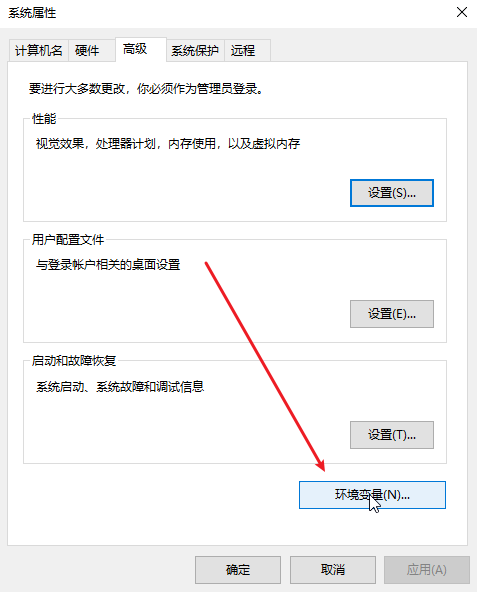 系统属性
计算机名 硬件 高级 系统保护 远程
要进行大多数更改，你必须作为管理员登录。
性能
视觉效果，处理器计划，内存使用，以及虚拟内存
设置(S)...
用户配置文件
与登录帐户相关的桌面设置
设置(E)...
启动和故障恢复
系统启动、系统故障和调试信息
设置(T)...
环境变量(N)...
确定 取消 应用(A)